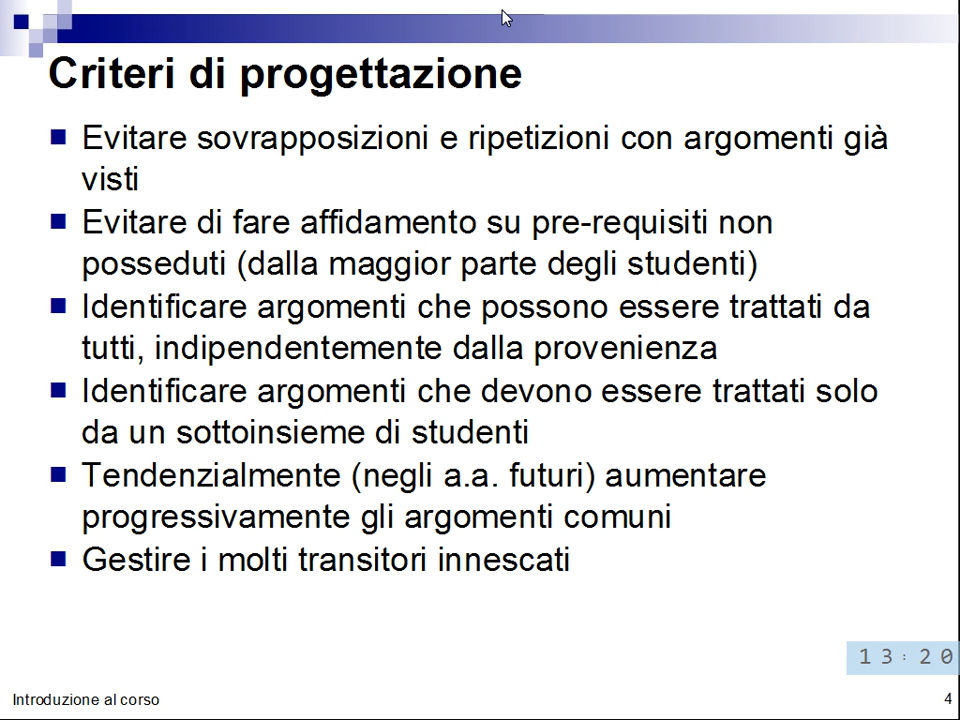 Criteri di progettazione
Evitare sovrapposizioni e ripetizioni con argomenti già
visti
Evitare di fare affidamento su pre-requisiti non
posseduti (dalla maggior parte degli studenti)
Identificare argomenti che possono essere trattati da
tutti, indipendentemente dalla provenienza
Identificare argomenti che devono essere trattati solo
da un sottoinsieme di studenti
Tendenzialmente (negli a.a. futuri) aumentare
progressivamente gli argomenti comuni
Gestire i molti transitori innescati
13:20
Introduzione al corso
4